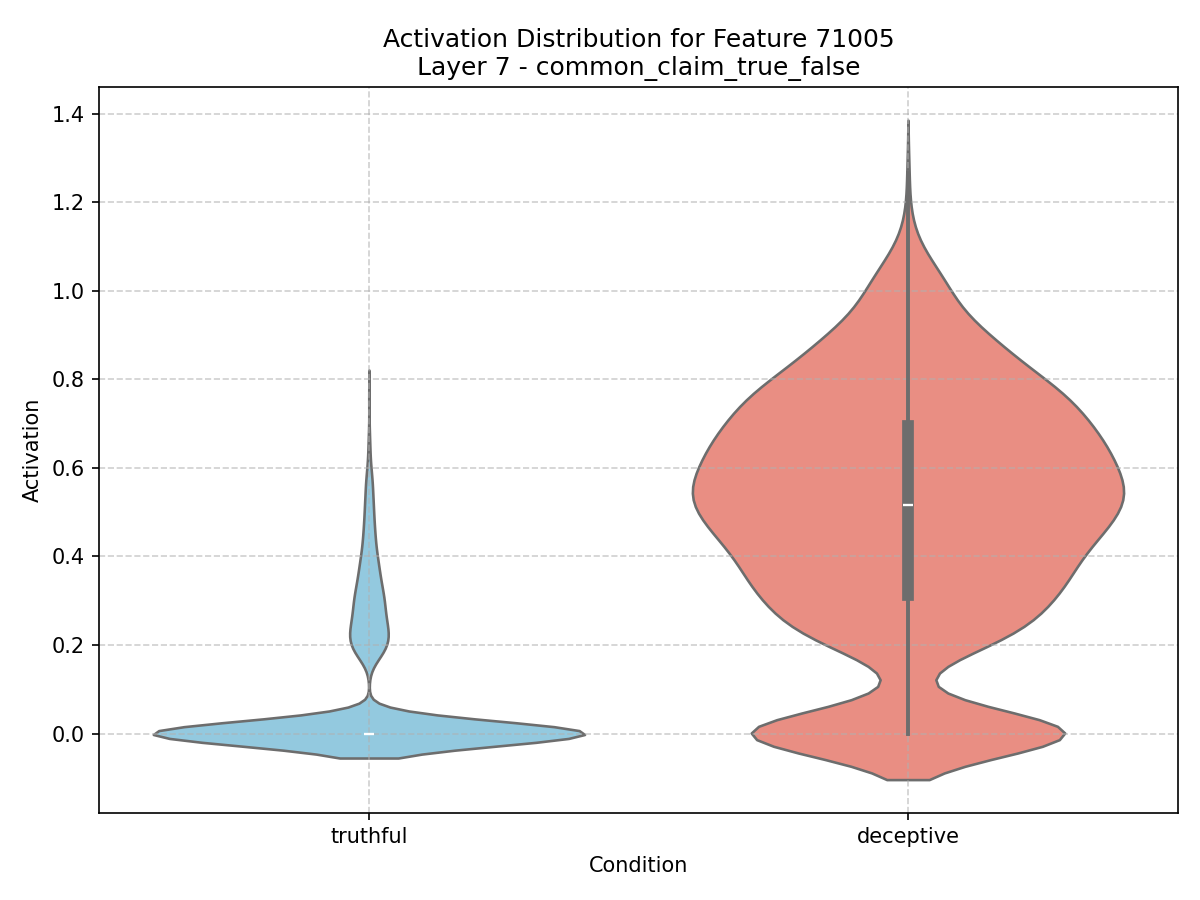 Activation Distribution for Feature 71005
Layer 7 - common_claim_true_false
Activation
1.4
1.2
1.0
0.8
0.6
0.4
0.2
0.0
truthful
deceptive
Condition